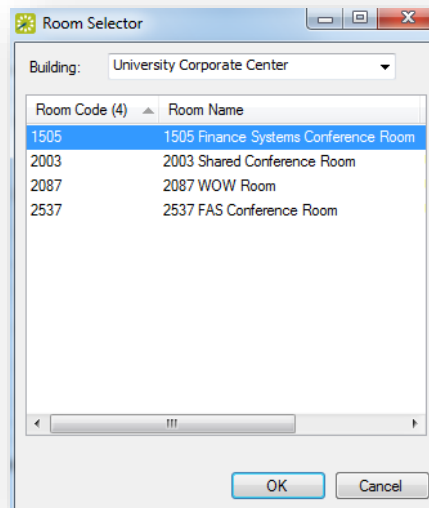 Room Selector
Building: University Corporate Center
Room Code (4) Room Name
1505 1505 Finance Systems Conference Room
2003 2003 Shared Conference Room
2087 2087 WOW Room
2537 2537 FAS Conference Room
OK Cancel